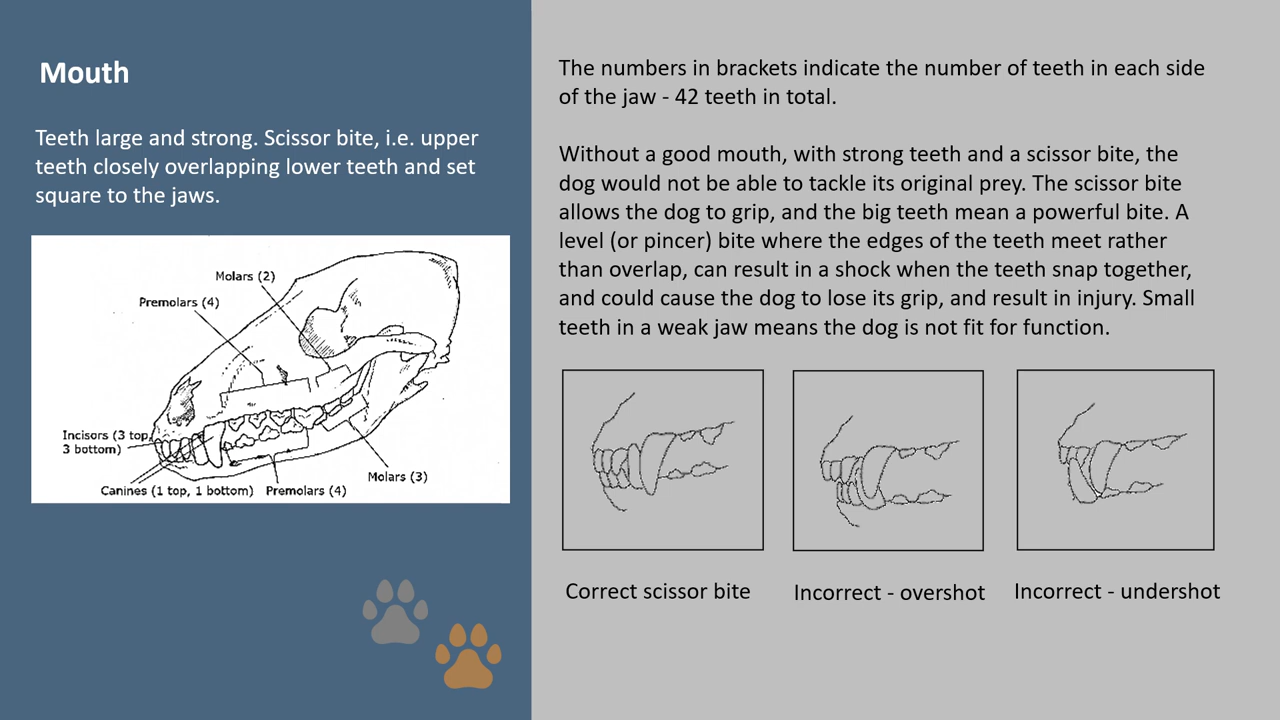 Mouth
Teeth large and strong. Scissor bite, i.e. upper
teeth closely overlapping lower teeth and set
square to the jaws.
Molars (2)
Premolars (4)
Incisors (3 top,
3 bottom)
Canines (1 top, 1 bottom)
Premolars (4)
Molars (3)
The numbers in brackets indicate the number of teeth in each side
of the jaw - 42 teeth in total.
Without a good mouth, with strong teeth and a scissor bite, the
dog would not be able to tackle its original prey. The scissor bite
allows the dog to grip, and the big teeth mean a powerful bite. A
level (or pincer) bite where the edges of the teeth meet rather
than overlap, can result in a shock when the teeth snap together,
and could cause the dog to lose its grip, and result in injury. Small
teeth in a weak jaw means the dog is not fit for function.
Correct scissor bite
Incorrect - overshot
Incorrect - undershot